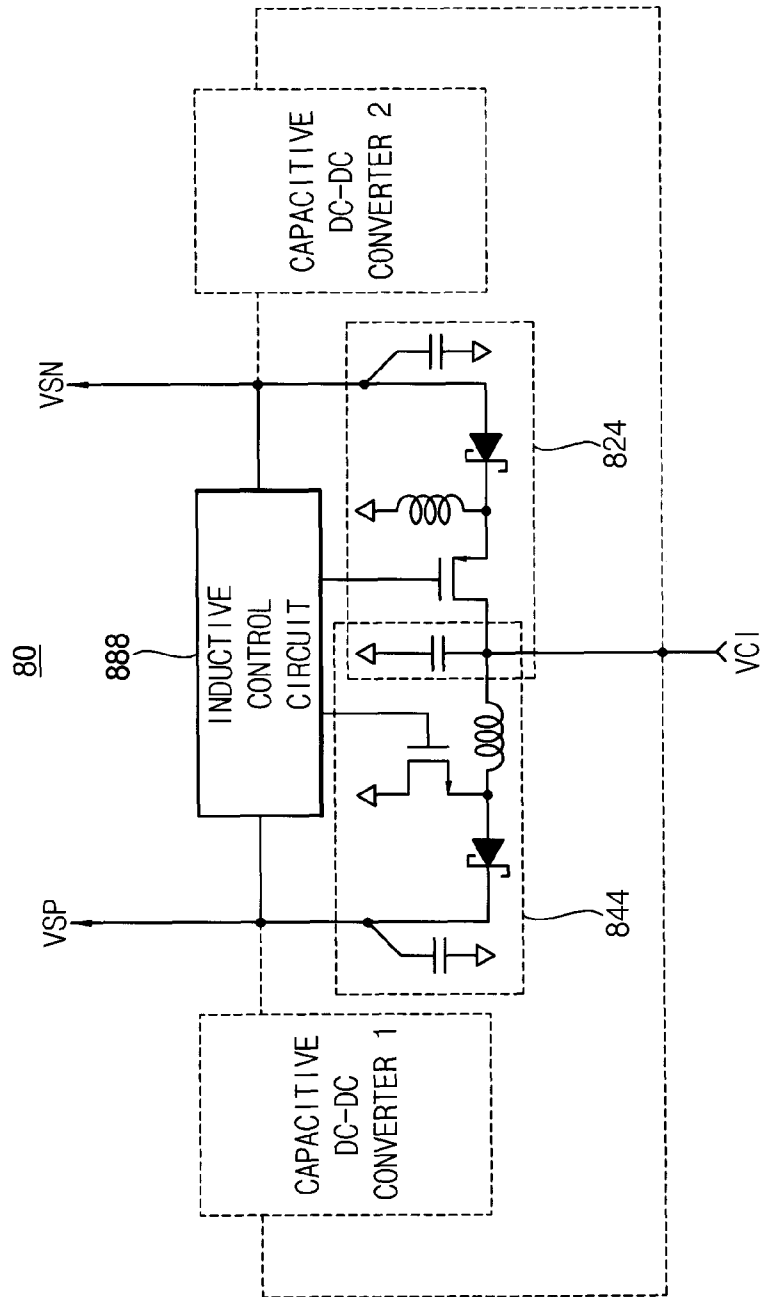 80
VSP
VSN
888
INDUCTIVE
CONTROL
CIRCUIT
CAPACITIVE
DC-DC
CONVERTER 1
CAPACITIVE
DC-DC
CONVERTER 2
844
824
VCI